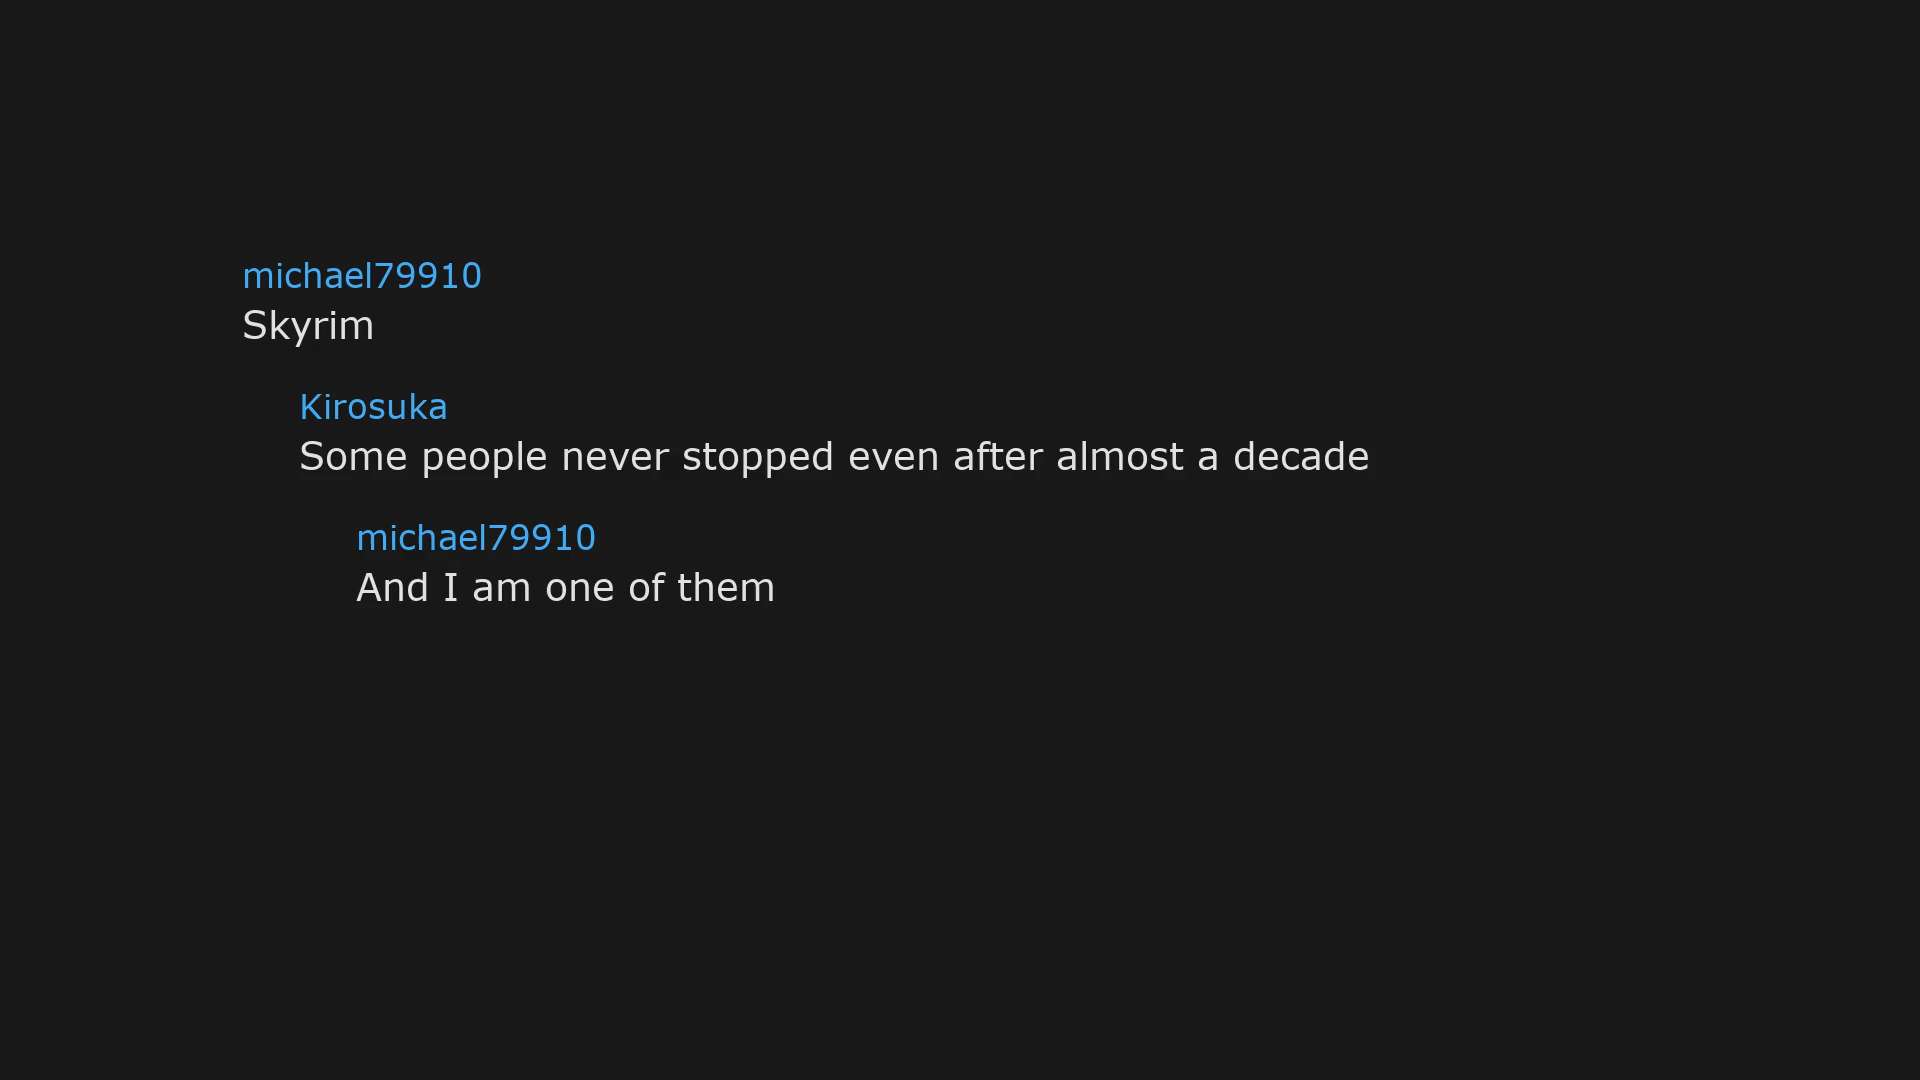 michael79910
Skyrim
Kirosuka
Some people never stopped even after almost a decade
michael79910
And I am one of them